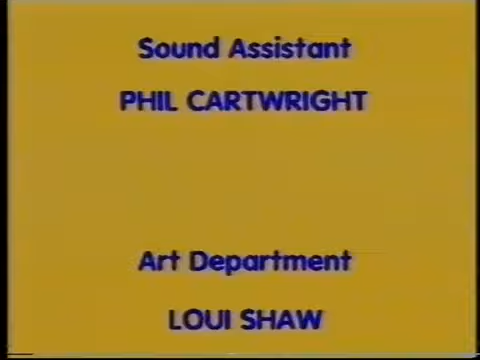 Sound Assistant
PHIL CARTWRIGHT
Art Department
LOUI SHAW